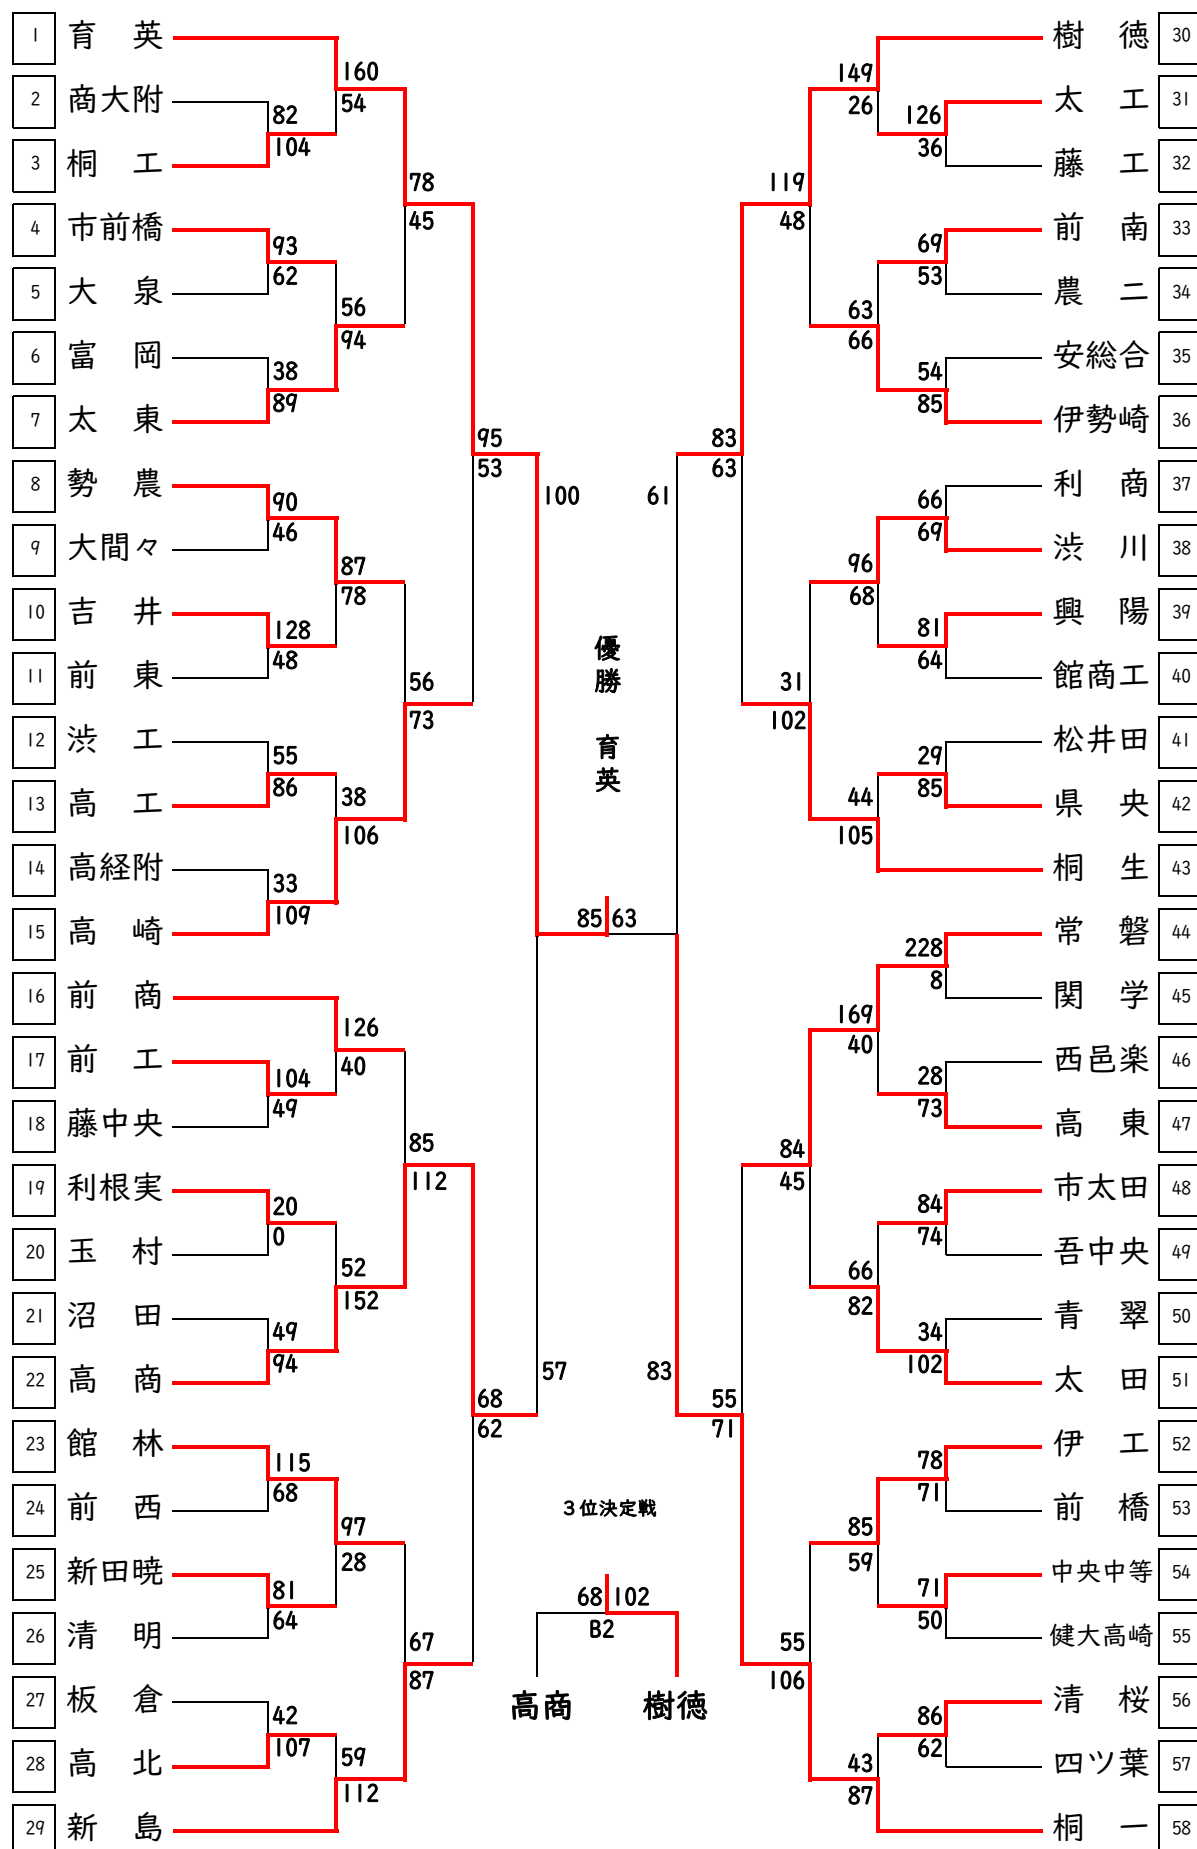 1 育 英
2 商大附
3 桐 工
4 市前橋
5 大 泉
6 富 岡
7 太 東
8 勢 農
9 大間々
10 吉 井
11 前 東
12 渋 工
13 高 工
14 高経附
15 高 崎
16 前 商
17 前 工
18 藤中央
19 利根実
20 玉 村
21 沼 田
22 高 商
23 館 林
24 前 西
25 新田暁
26 清 明
27 板 倉
28 高 北
29 新 島
82
104
93
62
38
89
90
46
128
48
55
86
33
109
104
49
20
0
49
94
115
68
81
64
42
107
160
54
56
94
87
78
38
106
126
40
52
152
97
28
59
112
78
45
56
73
85
112
67
87
95
53
68
62
100
57
優勝 育英
85 63
3位決定戦
68 102
B2
高商 樹徳
61
83
83
63
55
71
119
48
31
102
84
45
55
106
149
26
63
66
96
68
44
105
169
40
66
82
85
59
43
87
126
36
69
53
54
85
66
69
81
64
29
85
228
8
28
73
84
74
34
102
78
71
71
50
86
62
樹 徳 30
太 工 31
藤 工 32
前 南 33
農 二 34
安総合 35
伊勢崎 36
利 商 37
渋 川 38
興 陽 39
館商工 40
松井田 41
県 央 42
桐 生 43
常 磐 44
関 学 45
西邑楽 46
高 東 47
市太田 48
吾中央 49
青 翠 50
太 田 51
伊 工 52
前 橋 53
中央中等 54
健大高崎 55
清 桜 56
四ツ葉 57
桐 一 58